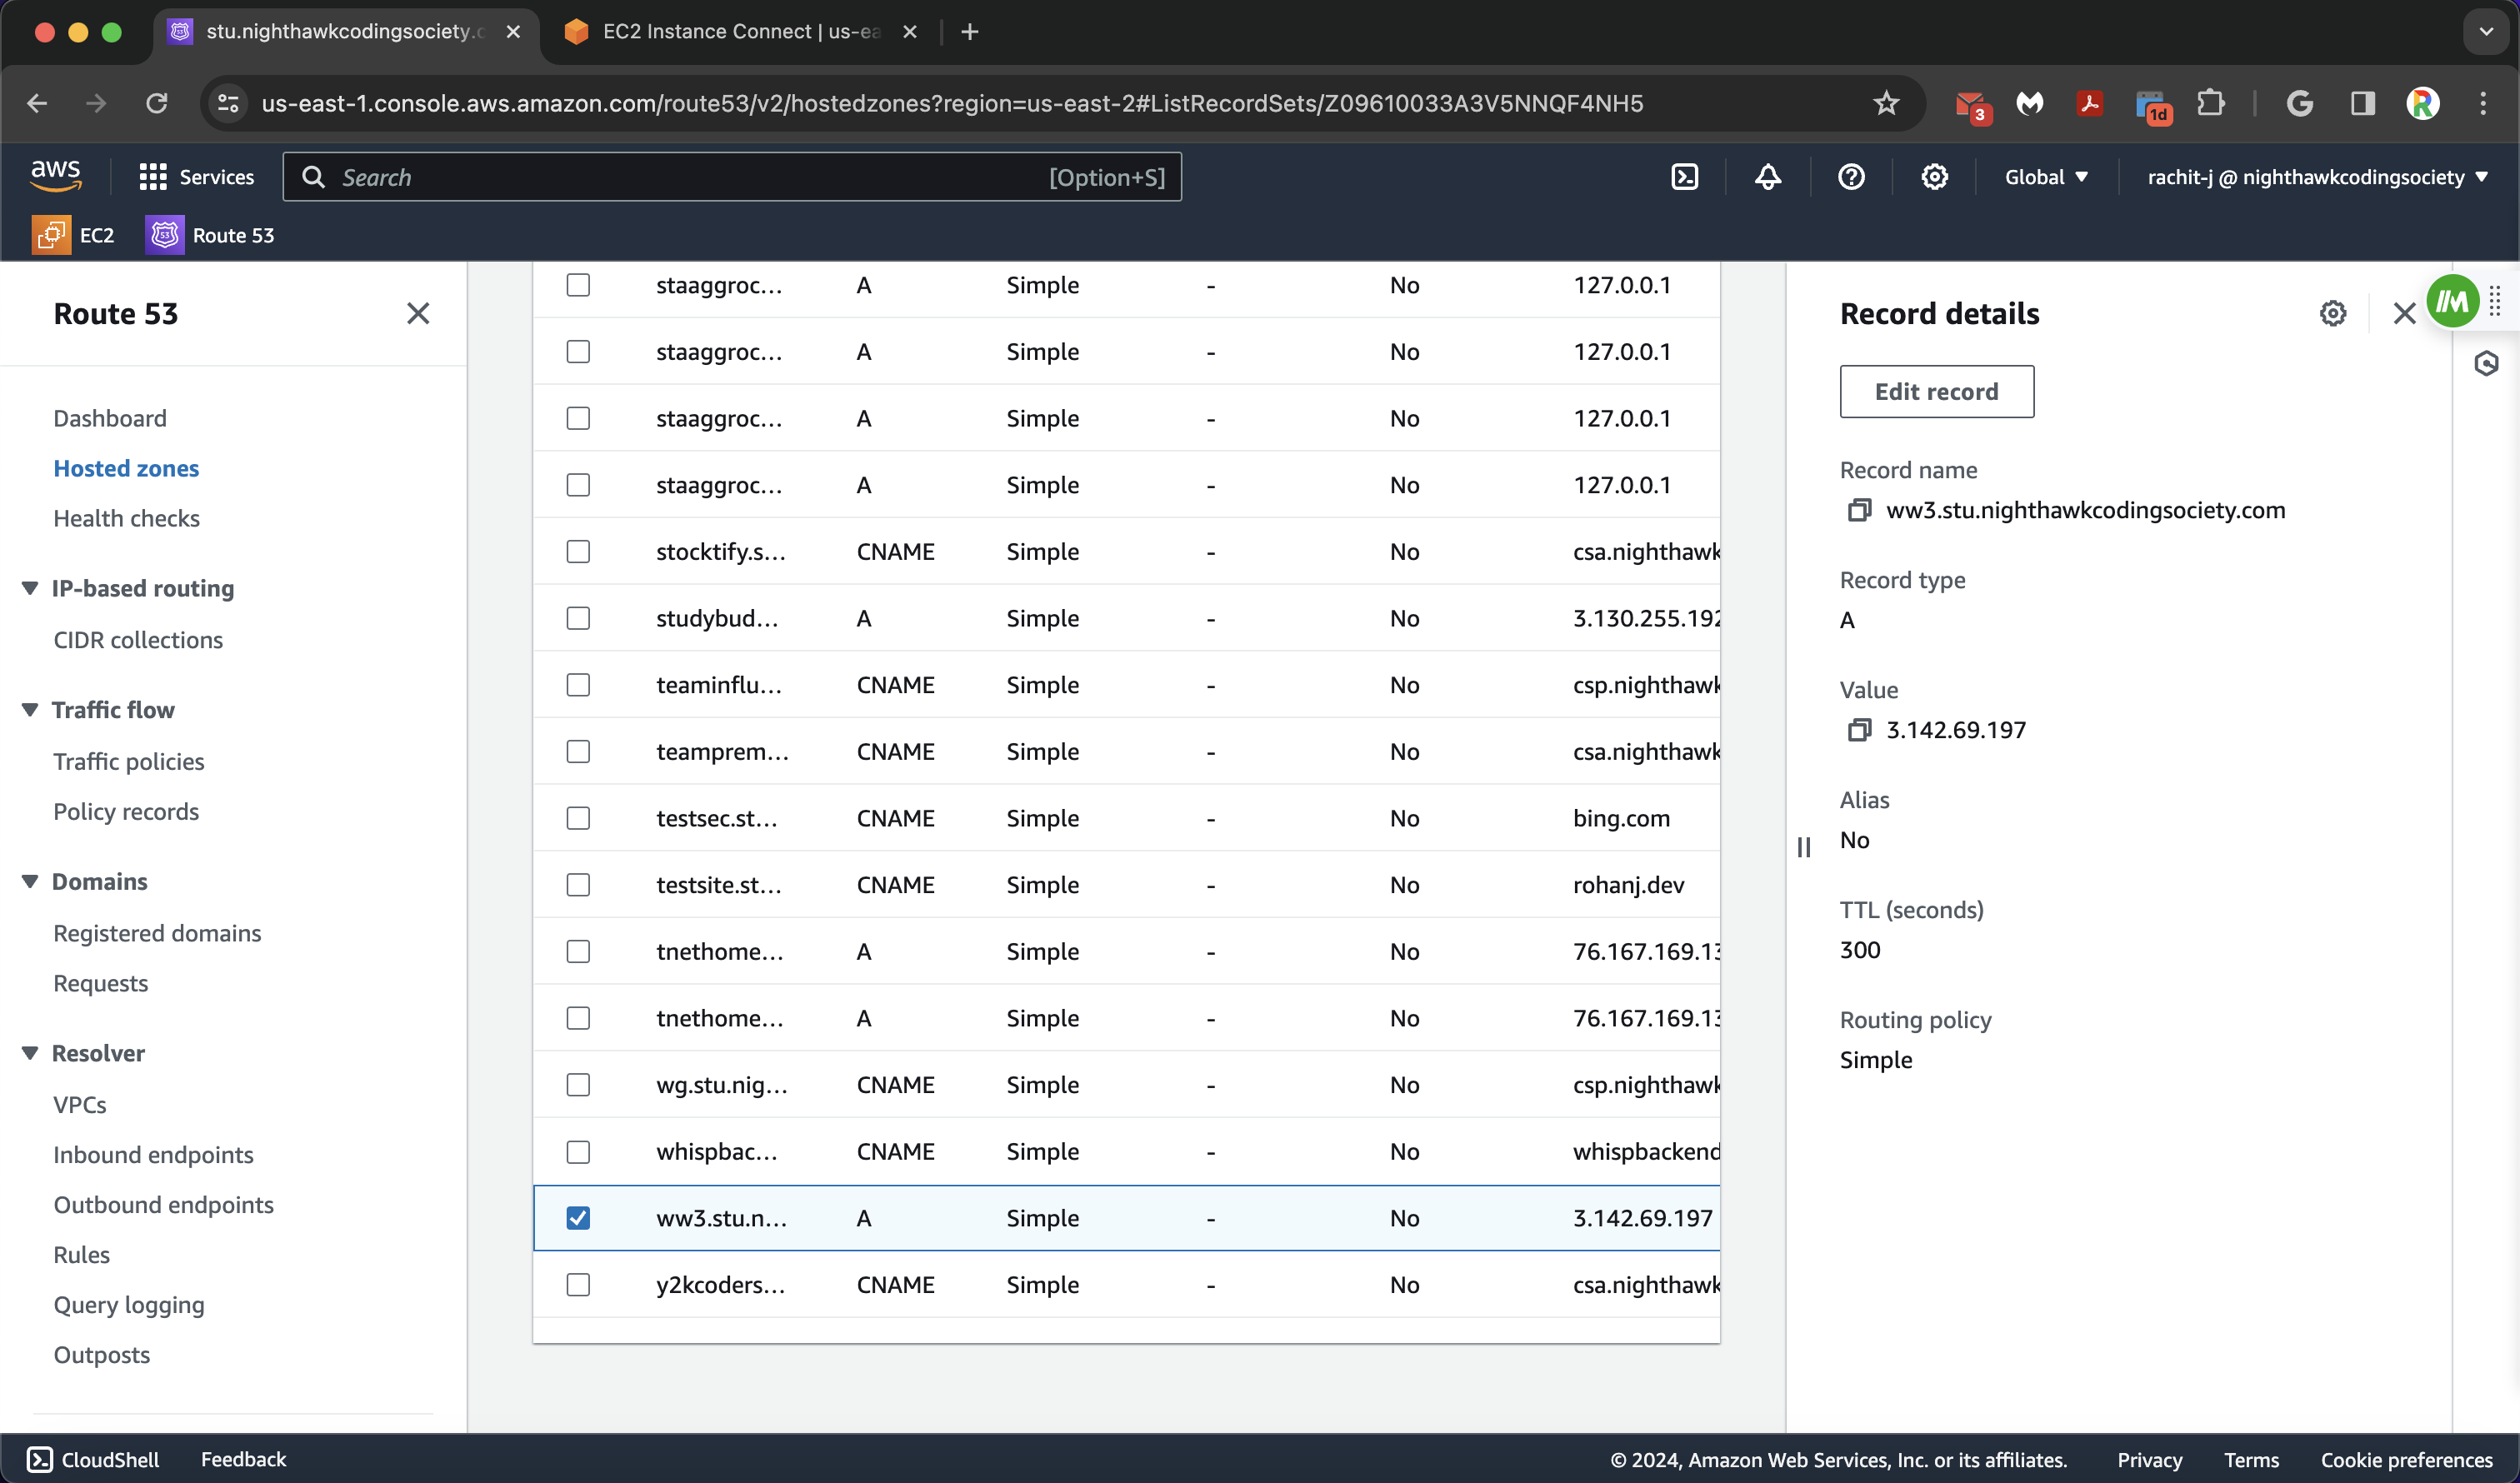 stu.nighthawkcodingsociety.c
EC2 Instance Connect | us-ea
us-east-1.console.aws.amazon.com/route53/v2/hostedzones?region=us-east-2#ListRecordSets/Z09610033A3V5NNQF4NH5
3
1d
G
R
aws
Services
Search
[Option+S]
Global
rachit-j @ nighthawkcodingsociety
EC2
53
Route 53
Route 53
Dashboard
Hosted zones
Health checks
IP-based routing
CIDR collections
Traffic flow
Traffic policies
Policy records
Domains
Registered domains
Requests
Resolver
VPCs
Inbound endpoints
Outbound endpoints
Rules
Query logging
Outposts
staaggroc... A Simple - No 127.0.0.1
staaggroc... A Simple - No 127.0.0.1
staaggroc... A Simple - No 127.0.0.1
staaggroc... A Simple - No 127.0.0.1
stocktify.s... CNAME Simple - No csa.nighthawk
studybud... A Simple - No 3.130.255.192
teaminflu... CNAME Simple - No csp.nighthawk
teamprem... CNAME Simple - No csa.nighthawk
testsec.st... CNAME Simple - No bing.com
testsite.st... CNAME Simple - No rohanj.dev
tnethome... A Simple - No 76.167.169.13
tnethome... A Simple - No 76.167.169.13
wg.stu.nig... CNAME Simple - No csp.nighthawk
whispbac... CNAME Simple - No whispbackend
ww3.stu.n... A Simple - No 3.142.69.197
y2kcoders... CNAME Simple - No csa.nighthawk
Record details
Edit record
Record name
ww3.stu.nighthawkcodingsociety.com
Record type
A
Value
3.142.69.197
Alias
No
TTL (seconds)
300
Routing policy
Simple
CloudShell
Feedback
© 2024, Amazon Web Services, Inc. or its affiliates.
Privacy
Terms
Cookie preferences